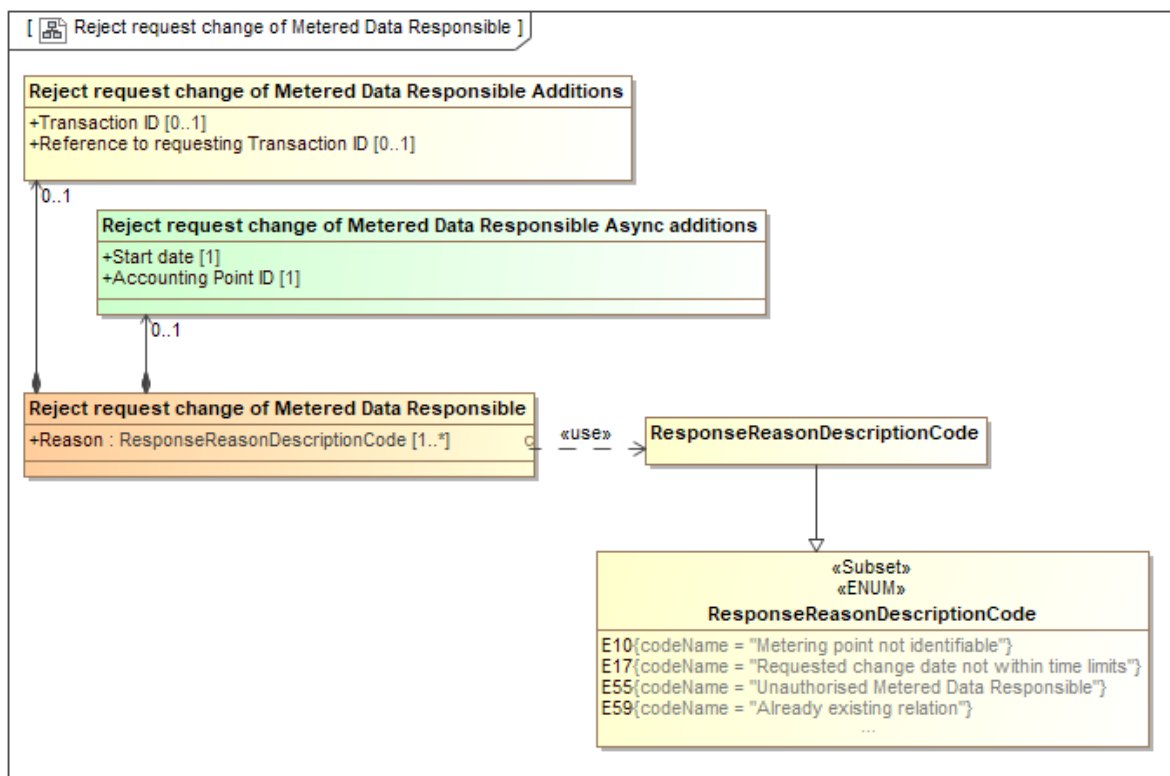 [ Reject request change of Metered Data Responsible ]
Reject request change of Metered Data Responsible Additions
+Transaction ID [0..1]
+Reference to requesting Transaction ID [0..1]
0..1
Reject request change of Metered Data Responsible Async additions
+Start date [1]
+Accounting Point ID [1]
0..1
Reject request change of Metered Data Responsible
+Reason : ResponseReasonDescriptionCode [1..*]
«use»
ResponseReasonDescriptionCode
«Subset»
«ENUM»
ResponseReasonDescriptionCode
E10{codeName = "Metering point not identifiable"}
E17{codeName = "Requested change date not within time limits"}
E55{codeName = "Unauthorised Metered Data Responsible"}
E59{codeName = "Already existing relation"}
...